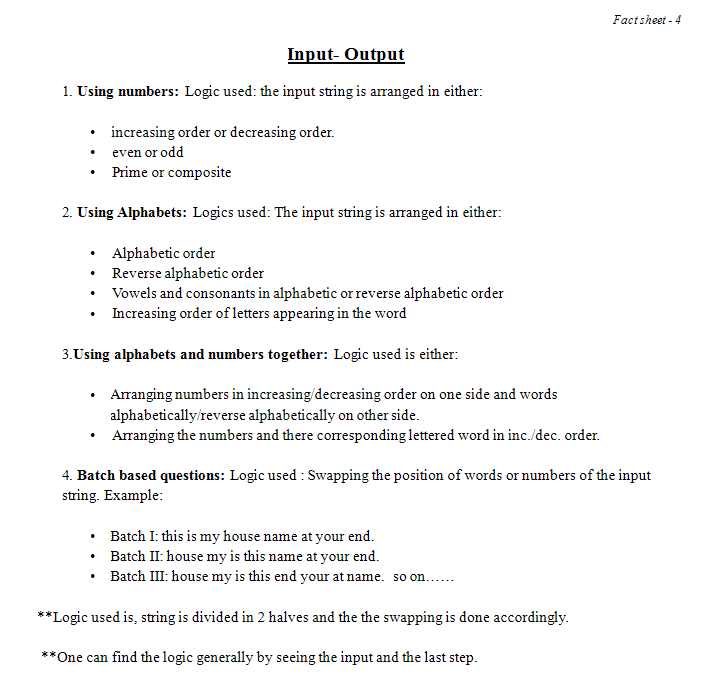 Fact sheet - 4
Input- Output
1. Using numbers: Logic used: the input string is arranged in either:
• increasing order or decreasing order.
• even or odd
• Prime or composite
2. Using Alphabets: Logics used: The input string is arranged in either:
• Alphabetic order
• Reverse alphabetic order
• Vowels and consonants in alphabetic or reverse alphabetic order
• Increasing order of letters appearing in the word
3.Using alphabets and numbers together: Logic used is either:
• Arranging numbers in increasing/decreasing order on one side and words
alphabetically/reverse alphabetically on other side.
• Arranging the numbers and there corresponding lettered word in inc./dec. order.
4. Batch based questions: Logic used : Swapping the position of words or numbers of the input
string. Example:
• Batch I: this is my house name at your end.
• Batch II: house my is this name at your end.
• Batch III: house my is this end your at name. so on……
**Logic used is, string is divided in 2 halves and the the swapping is done accordingly.
**One can find the logic generally by seeing the input and the last step.